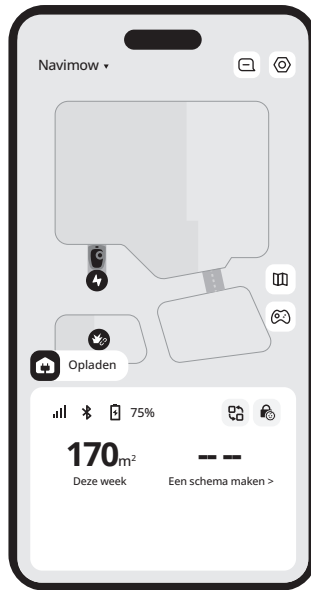 Navimow ▾
Opladen
75%
170m²
-- --
Deze week
Een schema maken >